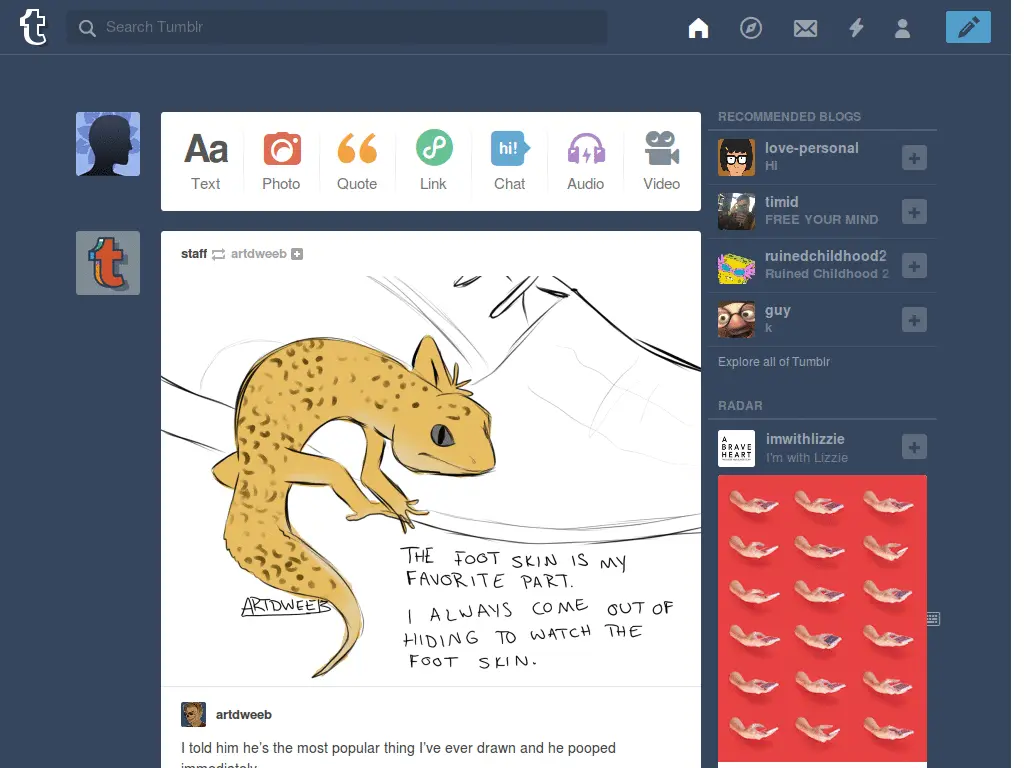 Search Tumblr
Aa
Text
Photo
Quote
Link
hi!
Chat
Audio
Video
staff artdweeb
THE FOOT SKIN IS MY
FAVORITE PART.
I ALWAYS COME OUT OF
HIDING TO WATCH THE
FOOT SKIN.
ARTDWEEB
artdweeb
I told him he's the most popular thing I've ever drawn and he pooped
immediately
RECOMMENDED BLOGS
love-personal
HI
timid
FREE YOUR MIND
ruinedchildhood2
Ruined Childhood 2
guy
k
Explore all of Tumblr
RADAR
A
BRAVE
HEART
imwithlizzie
I'm with Lizzie